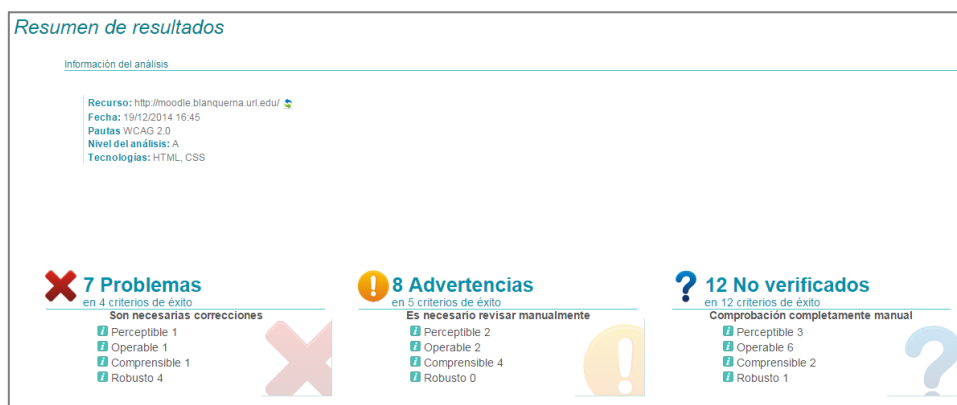 Resumen de resultados
Información del análisis
Recurso: http://moodle.blanquerna.url.edu/
Fecha: 19/12/2014 16:45
Pautas WCAG 2.0
Nivel del análisis: A
Tecnologías: HTML, CSS
7 Problemas
en 4 criterios de éxito
Son necesarias correcciones
Perceptible 1
Operable 1
Comprensible 1
Robusto 4
8 Advertencias
en 5 criterios de éxito
Es necesario revisar manualmente
Perceptible 2
Operable 2
Comprensible 4
Robusto 0
12 No verificados
en 12 criterios de éxito
Comprobación completamente manual
Perceptible 3
Operable 6
Comprensible 2
Robusto 1